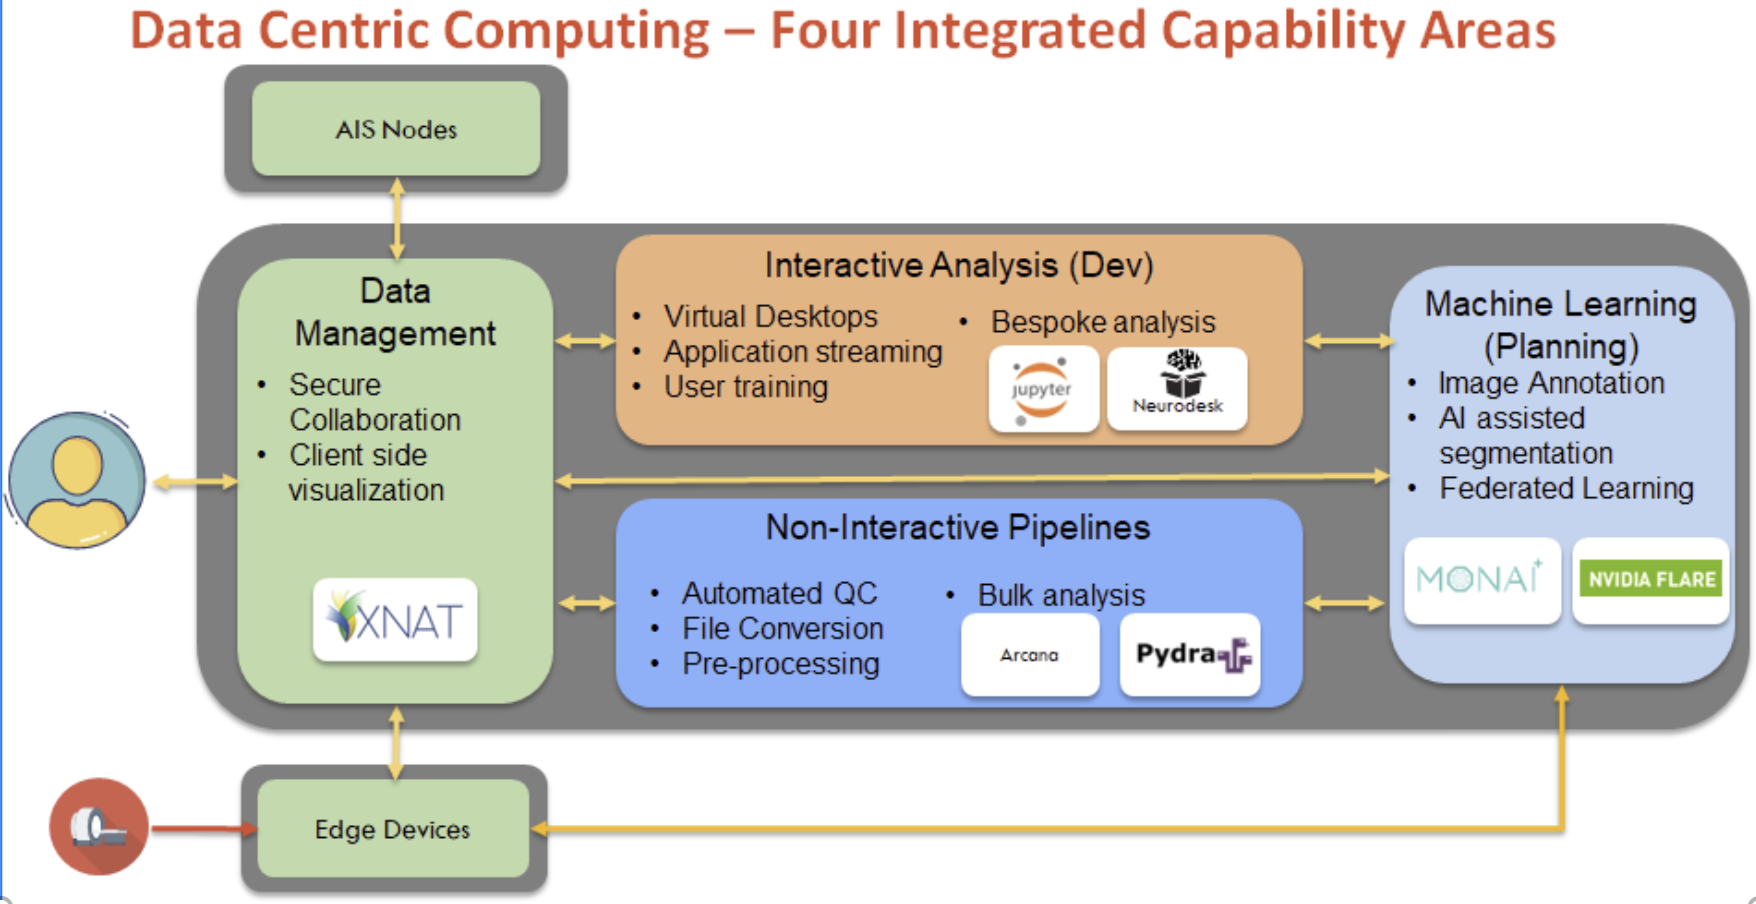 Data Centric Computing – Four Integrated Capability Areas
AIS Nodes
Data
Management
• Secure
Collaboration
• Client side
visualization
XNAT
Interactive Analysis (Dev)
• Virtual Desktops
• Application streaming
• User training
• Bespoke analysis
jupyter
Neurodesk
Non-Interactive Pipelines
• Automated QC
• File Conversion
• Pre-processing
• Bulk analysis
Arcana
Pydra
Machine Learning
(Planning)
• Image Annotation
• AI assisted
segmentation
• Federated Learning
MONAI
NVIDIA FLARE
Edge Devices